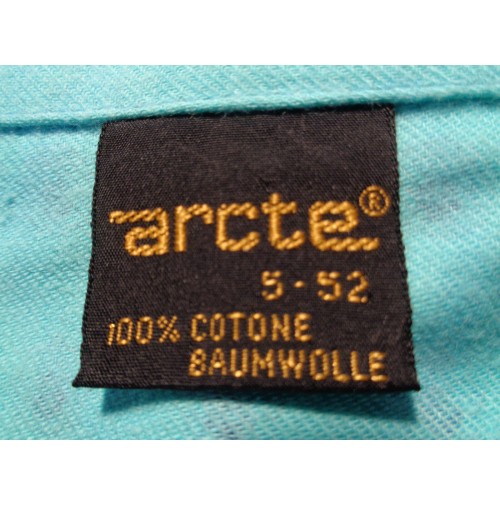 arcte®
5-52
100% COTONE
BAUMWOLLE